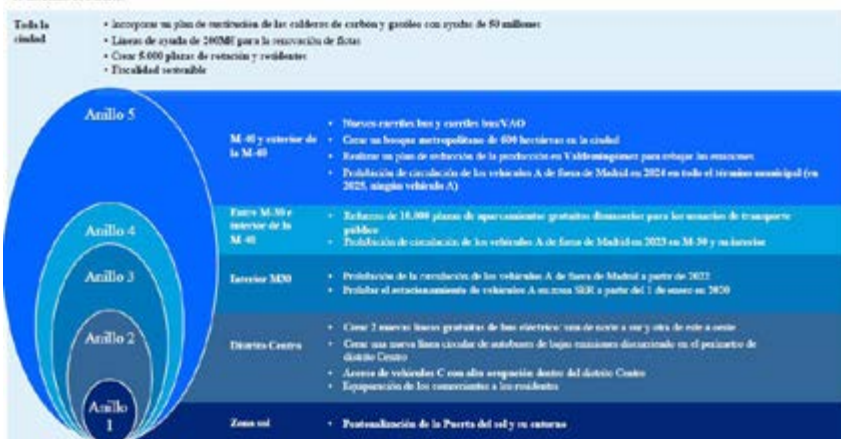 Toda la
ciudad
• Incorporar un plan de sustitución de las calderas de carbón y gasóleo con ayudas de 50 millones
• Líneas de ayuda de 200M€ para la renovación de flotas
• Crear 5.000 plazas de rotación y residentes
• Fiscalidad sostenible
Anillo 5
M-40 y exterior de
la M-40
• Nuevos carriles bus y carriles bus/VAO
• Crear un bosque metropolitano de 600 hectáreas en la ciudad
• Realizar un plan de reducción de la producción en Valdemingómez para rebajar las emisiones
• Prohibición de circulación de los vehículos A de fuera de Madrid en 2024 en todo el término municipal (en
2025, ningún vehículo A)
Anillo 4
Entre M-30 e
interior de la
M-40
• Refuerzo de 10.000 plazas de aparcamientos gratuitos disuasorios para los usuarios de transporte
público
• Prohibición de circulación de los vehículos A de fuera de Madrid en 2023 en M-30 y su interior
Anillo 3
Interior M30
• Prohibición de la circulación de los vehículos A de fuera de Madrid a partir de 2022
• Prohibir el estacionamiento de vehículos A en zona SER a partir del 1 de enero en 2020
Anillo 2
Distrito Centro
• Crear 2 nuevas líneas gratuitas de bus eléctrico: una de norte a sur y otra de este a oeste
• Crear una nueva línea circular de autobuses de bajas emisiones discurriendo en el perímetro de
distrito Centro
• Acceso de vehículos C con alta ocupación dentro del distrito Centro
• Equiparación de los comerciantes a los residentes
Anillo
1
Zona sol
• Peatonalización de la Puerta del sol y su entorno